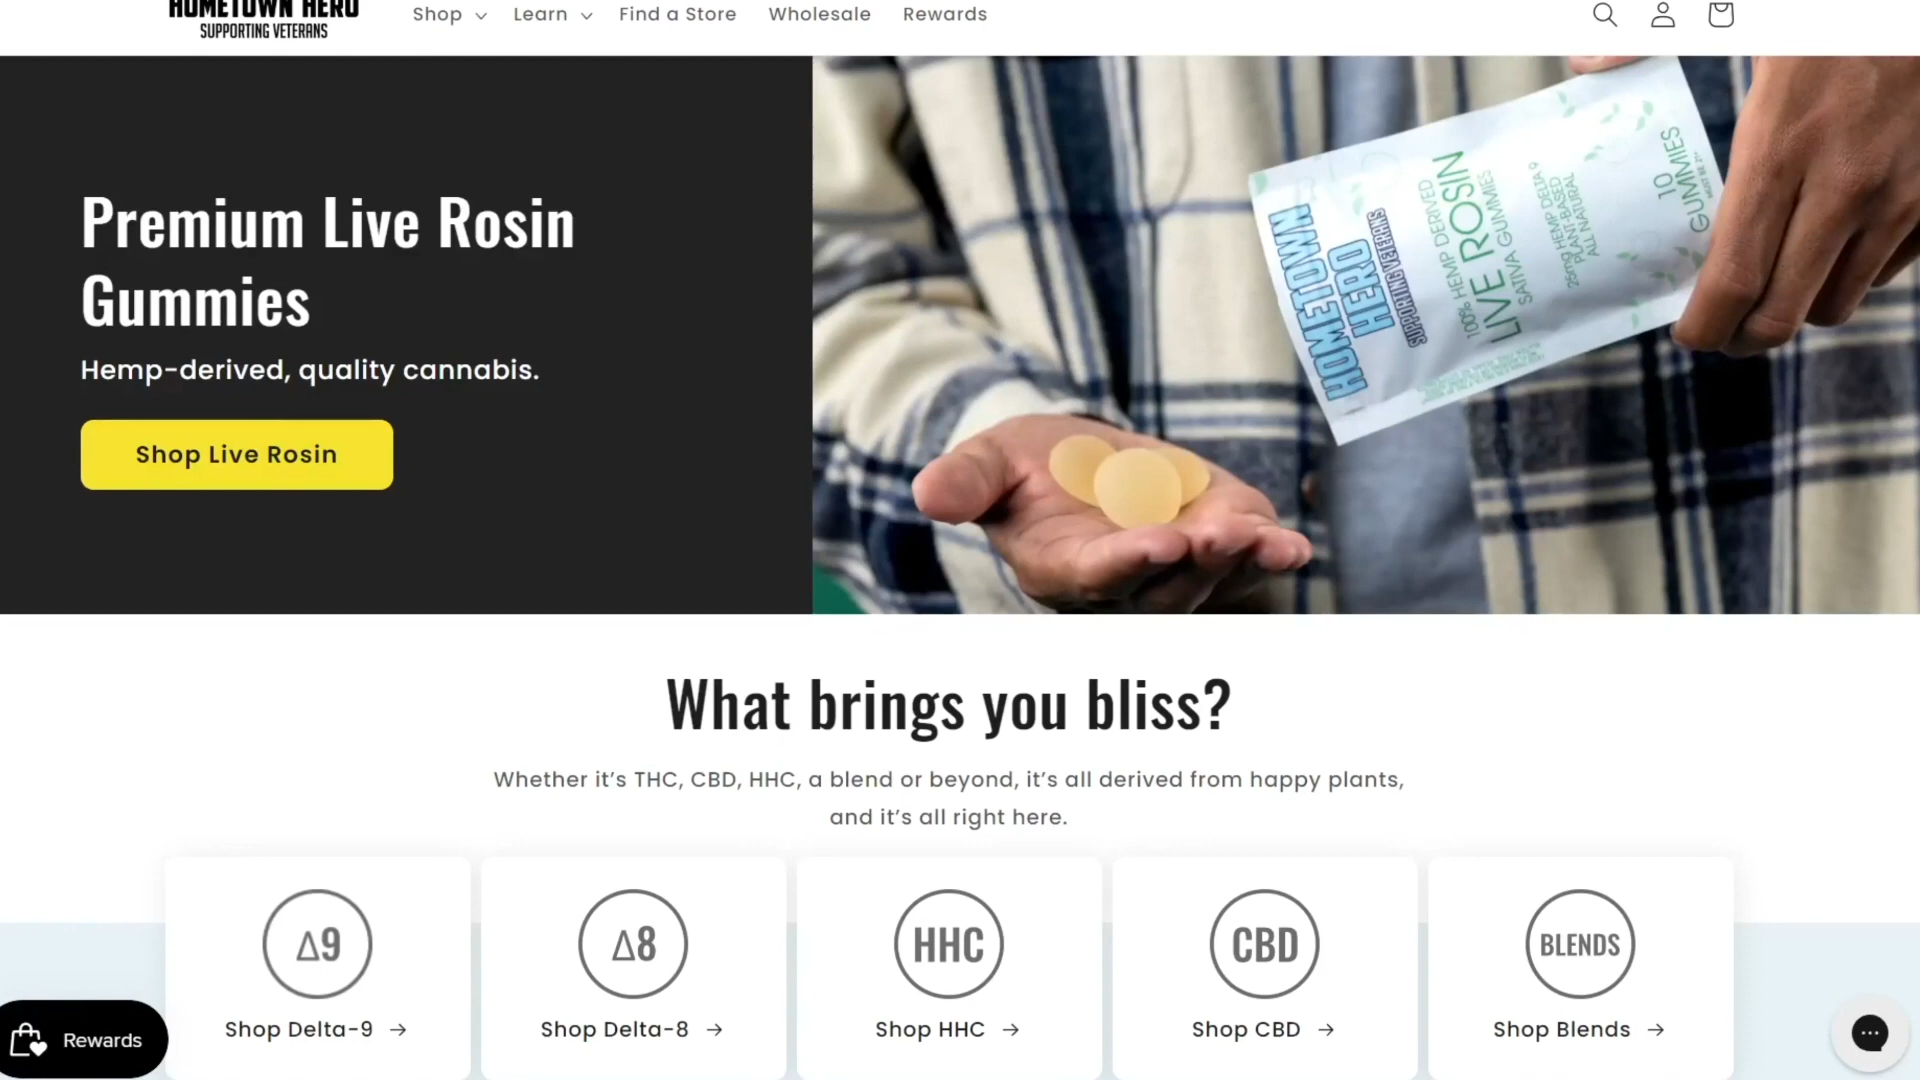 HOMETOWN HERO
SUPPORTING VETERANS
Shop
Learn
Find a Store
Wholesale
Rewards
Premium Live Rosin
Gummies
Hemp-derived, quality cannabis.
Shop Live Rosin
HOMETOWN
HERO
SUPPORTING VETERANS
100% HEMP DERIVED
LIVE ROSIN
SATIVA GUMMIES
25mg HEMP DELTA 9
PLANT-BASED
ALL NATURAL
10
GUMMIES
What brings you bliss?
Whether it’s THC, CBD, HHC, a blend or beyond, it’s all derived from happy plants,
and it’s all right here.
Δ9
Δ8
HHC
CBD
BLENDS
Shop Delta-9 →
Shop Delta-8 →
Shop HHC →
Shop CBD →
Shop Blends →
Rewards